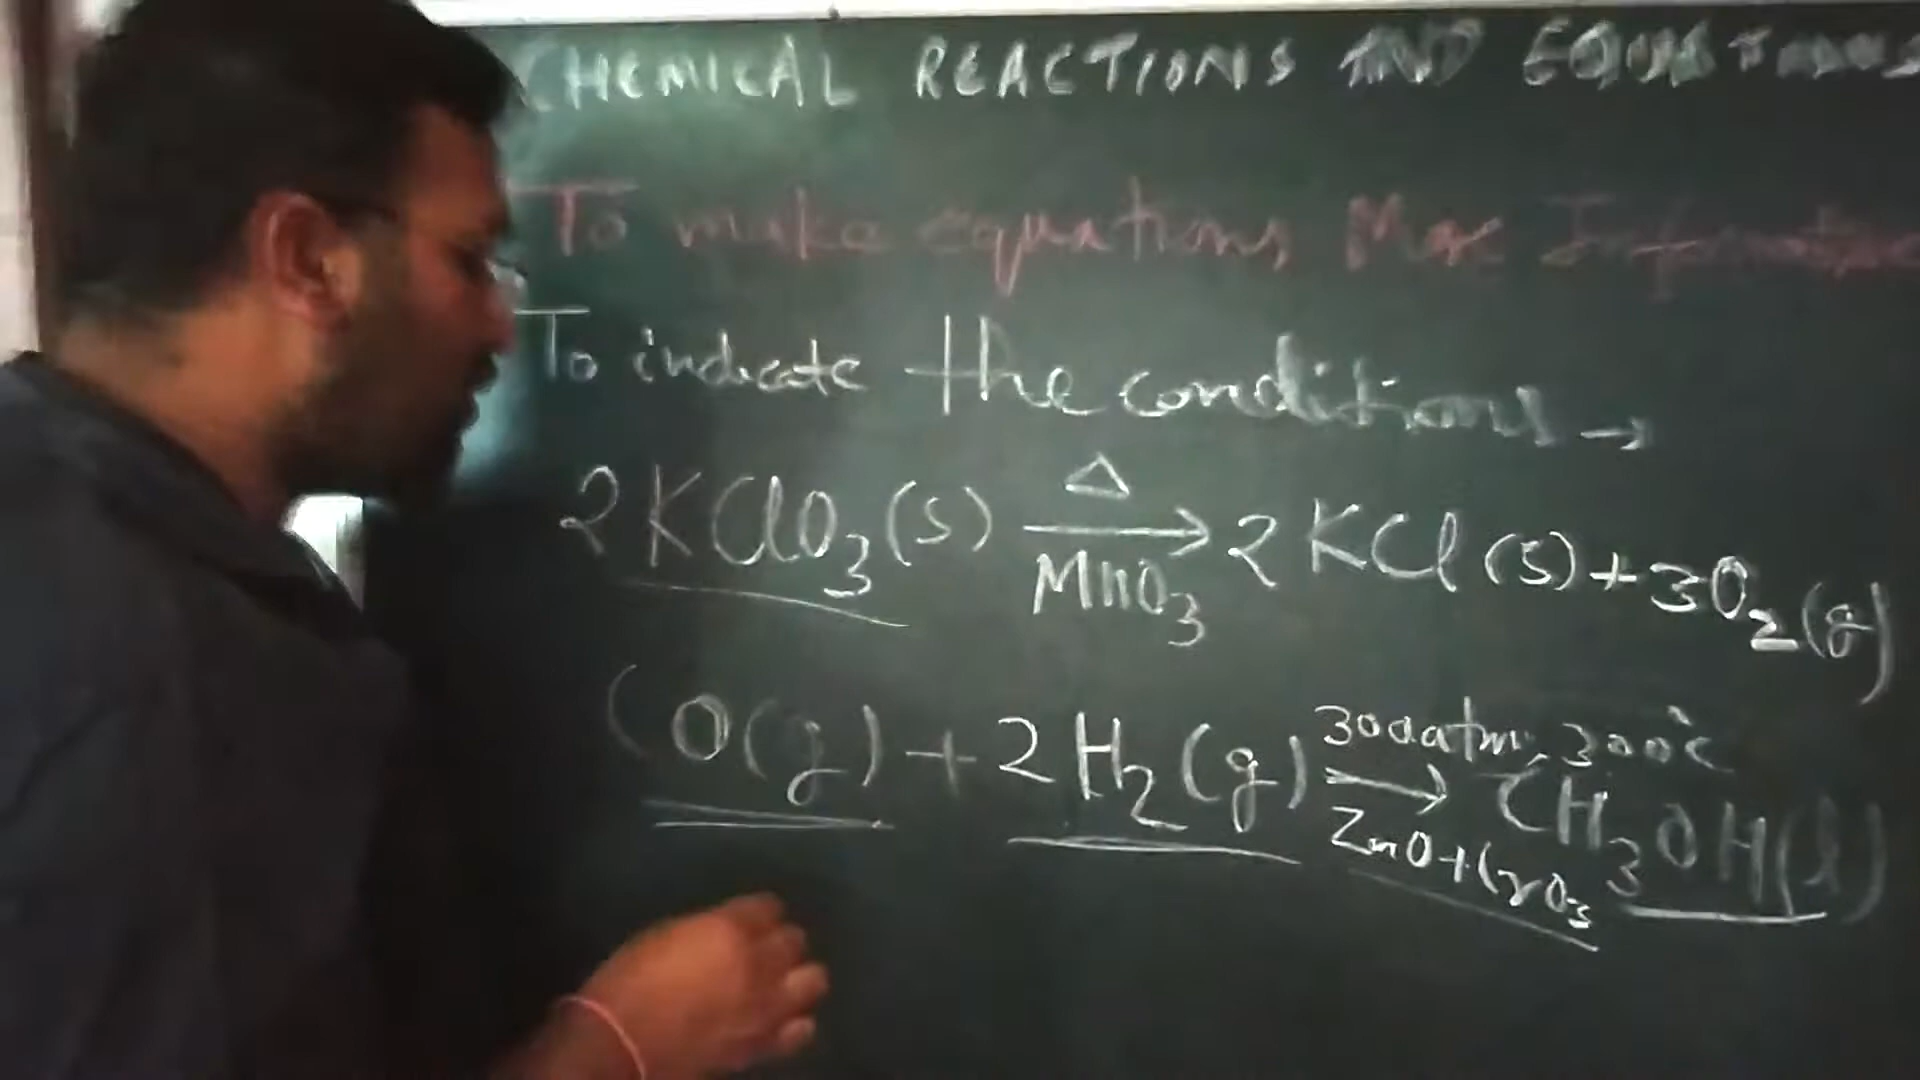 CHEMICAL REACTIONS AND EQUATIONS
To make equations More Informative
To indicate the conditions →
2KClO₃(s) →[Δ / MnO₃] 2KCl(s) + 3O₂(g)
CO(g) + 2H₂(g) →[300atm, 300°C / ZnO+CrO₃] CH₃OH(l)